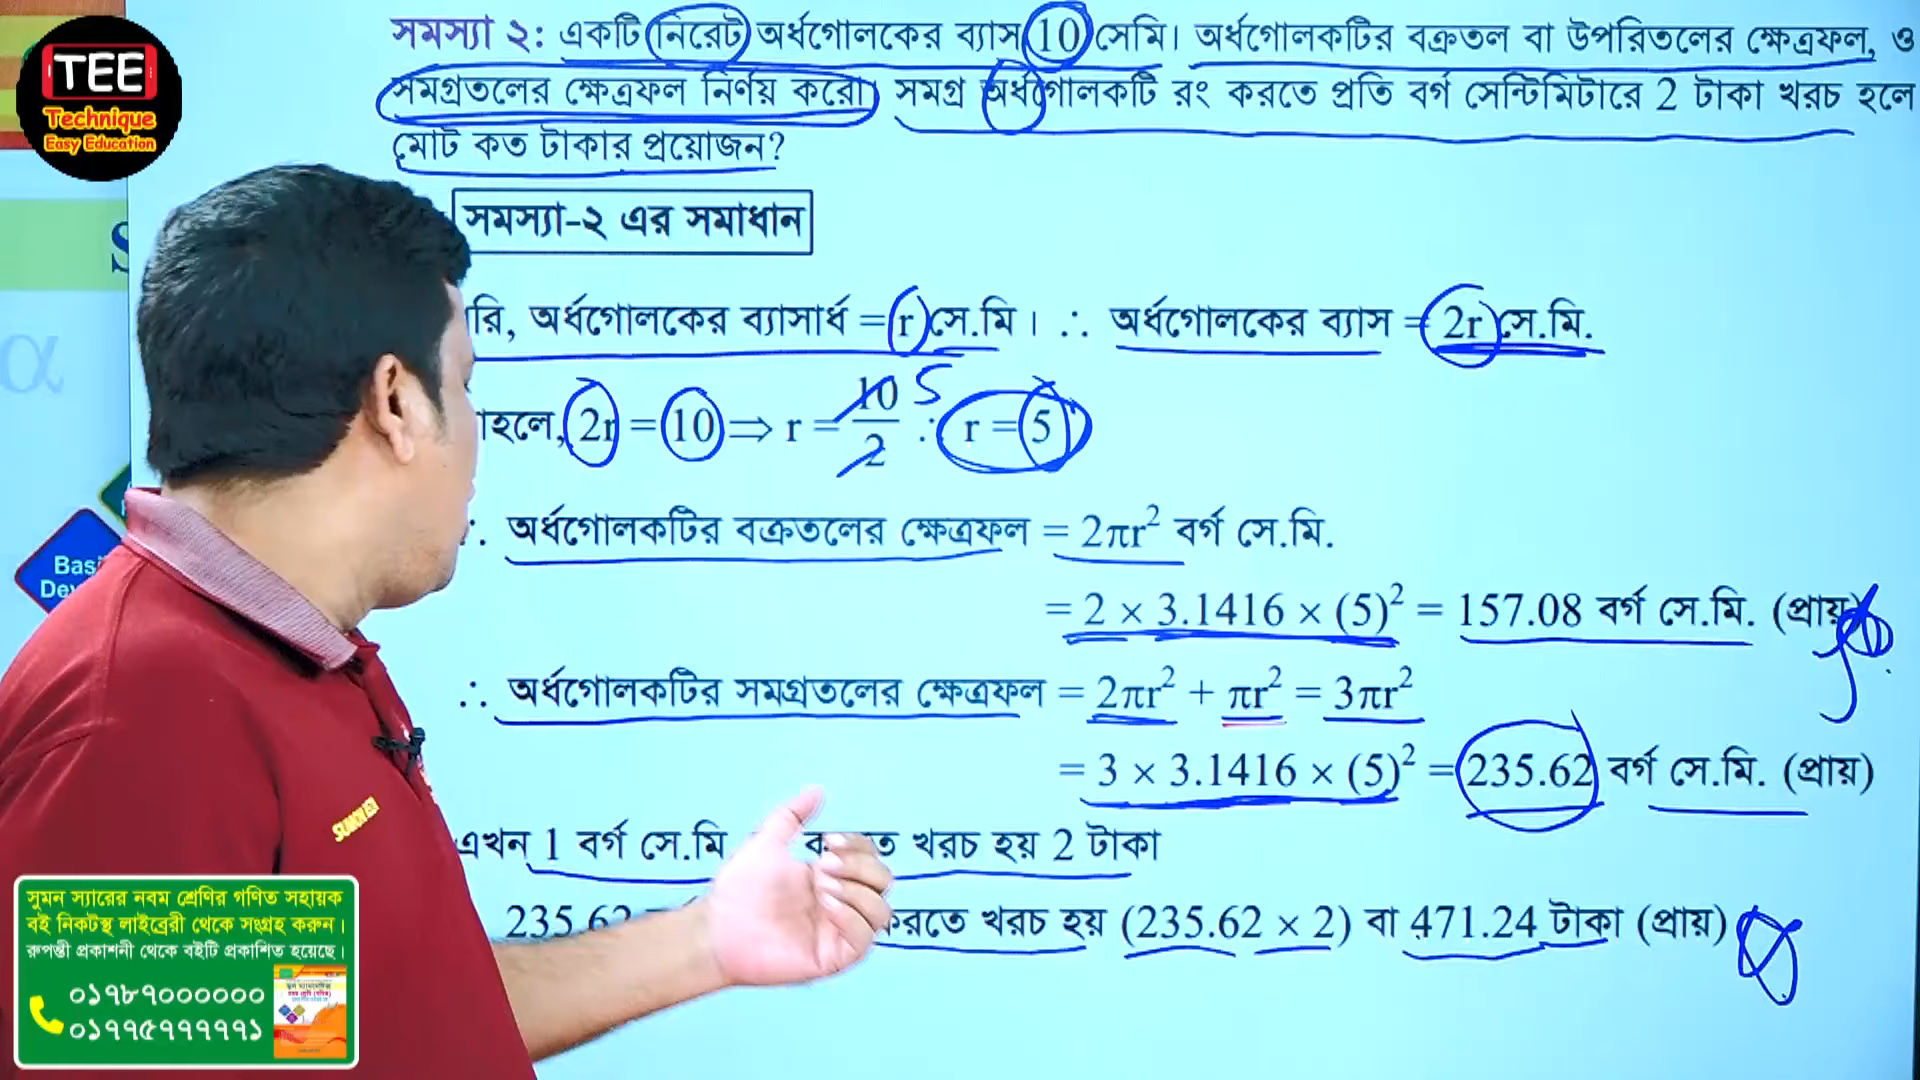 TEE
Technique
Easy Education
সমস্যা ২: একটি নিরেট অর্ধগোলকের ব্যাস 10 সেমি। অর্ধগোলকটির বক্রতল বা উপরিতলের ক্ষেত্রফল, ও
সমগ্রতলের ক্ষেত্রফল নির্ণয় করো। সমগ্র অর্ধগোলকটি রং করতে প্রতি বর্গ সেন্টিমিটারে 2 টাকা খরচ হলে
মোট কত টাকার প্রয়োজন?
সমস্যা-২ এর সমাধান
রি, অর্ধগোলকের ব্যাসার্ধ = r সে.মি। ∴ অর্ধগোলকের ব্যাস = 2r সে.মি.
হলে, 2r = 10 ⇒ r = 10/2 5 ∴ r = 5
∴ অর্ধগোলকটির বক্রতলের ক্ষেত্রফল = 2πr² বর্গ সে.মি.
= 2 × 3.1416 × (5)² = 157.08 বর্গ সে.মি. (প্রায়)
∴ অর্ধগোলকটির সমগ্রতলের ক্ষেত্রফল = 2πr² + πr² = 3πr²
= 3 × 3.1416 × (5)² = 235.62 বর্গ সে.মি. (প্রায়)
এখন 1 বর্গ সে.মি খরচ হয় 2 টাকা
235.62 করতে খরচ হয় (235.62 × 2) বা 471.24 টাকা (প্রায়)
α
সুমন স্যারের নবম শ্রেণির গণিত সহায়ক
বই নিকটস্থ লাইব্রেরী থেকে সংগ্রহ করুন।
রুপন্তী প্রকাশনী থেকে বইটি প্রকাশিত হয়েছে।
০১৭৮৭০০০০০০
০১৭৭৫৭৭৭৭৭১